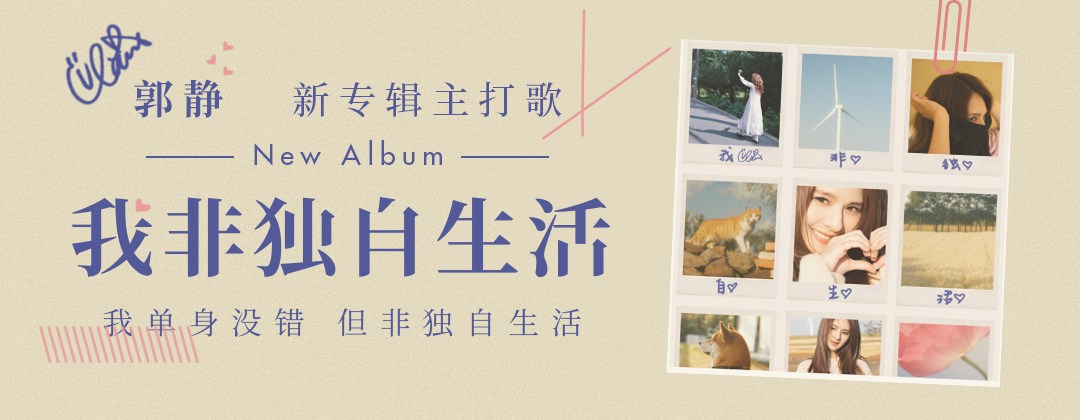 郭静 新专辑主打歌
New Album
我非独自生活
我单身没错 但非独自生活
我
非♡
独♡
自♡
生♡
活♡